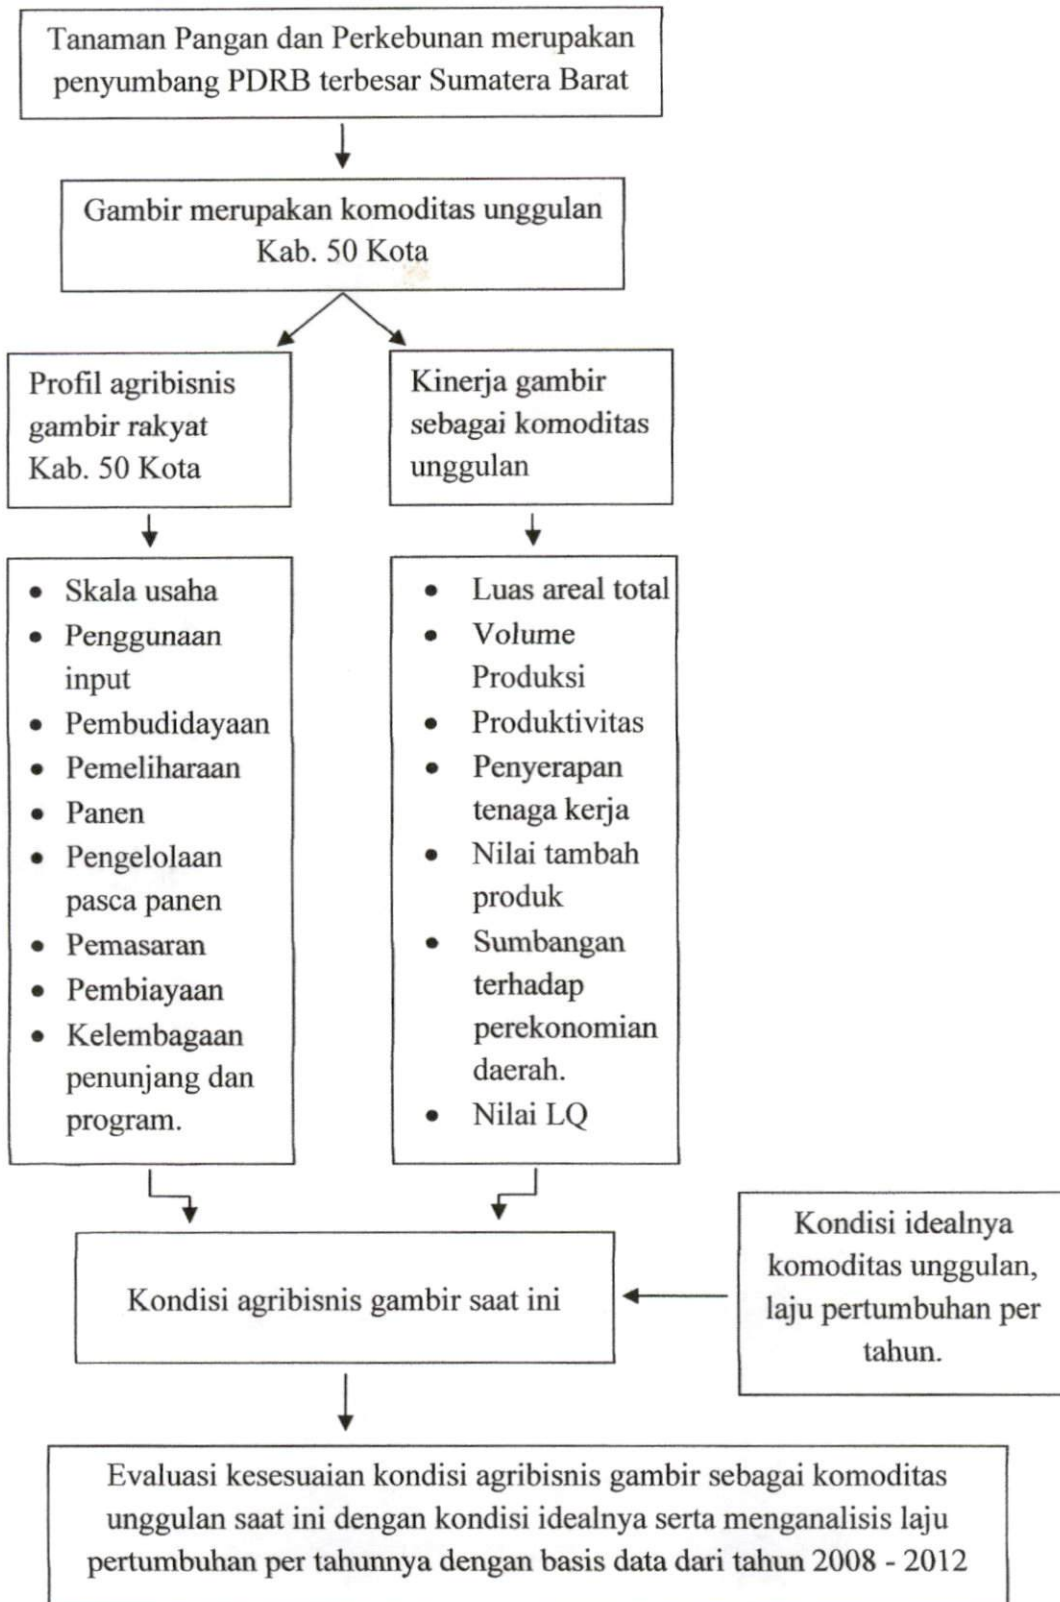 Tanaman Pangan dan Perkebunan merupakan
penyumbang PDRB terbesar Sumatera Barat
Gambir merupakan komoditas unggulan
Kab. 50 Kota
Profil agribisnis
gambir rakyat
Kab. 50 Kota
Kinerja gambir
sebagai komoditas
unggulan
• Skala usaha
• Penggunaan
input
• Pembudidayaan
• Pemeliharaan
• Panen
• Pengelolaan
pasca panen
• Pemasaran
• Pembiayaan
• Kelembagaan
penunjang dan
program.
• Luas areal total
• Volume
Produksi
• Produktivitas
• Penyerapan
tenaga kerja
• Nilai tambah
produk
• Sumbangan
terhadap
perekonomian
daerah.
• Nilai LQ
Kondisi agribisnis gambir saat ini
Kondisi idealnya
komoditas unggulan,
laju pertumbuhan per
tahun.
Evaluasi kesesuaian kondisi agribisnis gambir sebagai komoditas
unggulan saat ini dengan kondisi idealnya serta menganalisis laju
pertumbuhan per tahunnya dengan basis data dari tahun 2008 - 2012